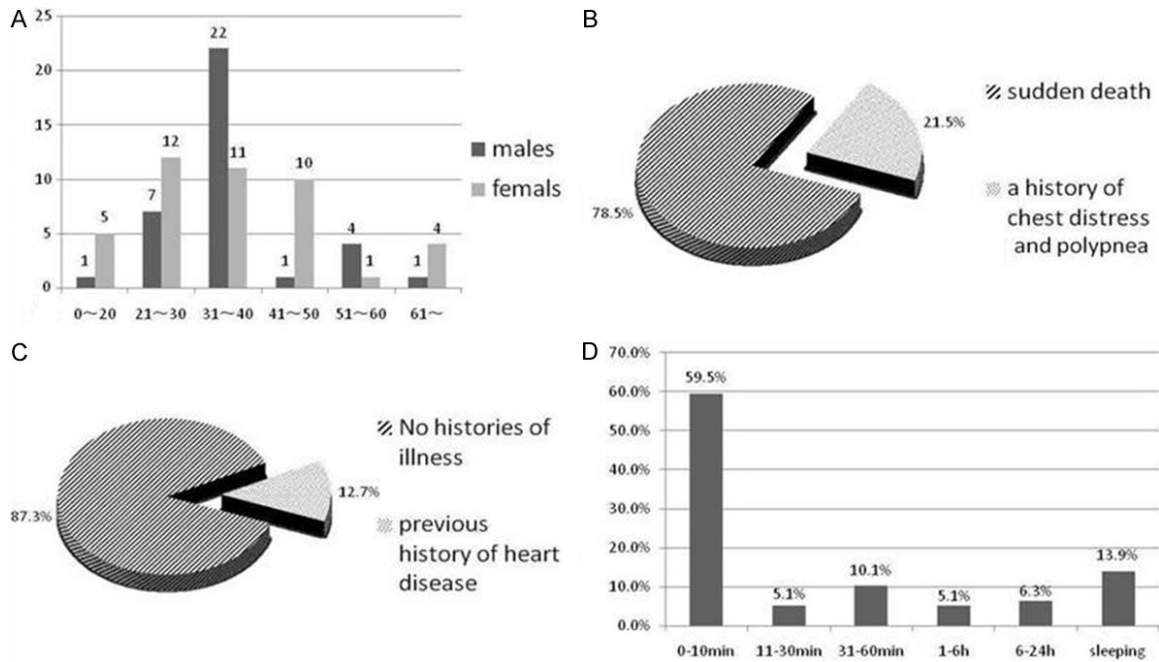 A
25
20
15
10
5
0
1
5
7
12
22
11
1
10
4
1
1
4
0～20
21～30
31～40
41～50
51～60
61～
males
femals
B
78.5%
21.5%
sudden death
a history of
chest distress
and polypnea
C
87.3%
12.7%
No histories of
illness
previous
history of heart
disease
D
70.0%
60.0%
50.0%
40.0%
30.0%
20.0%
10.0%
0.0%
59.5%
5.1%
10.1%
5.1%
6.3%
13.9%
0-10min
11-30min
31-60min
1-6h
6-24h
sleeping